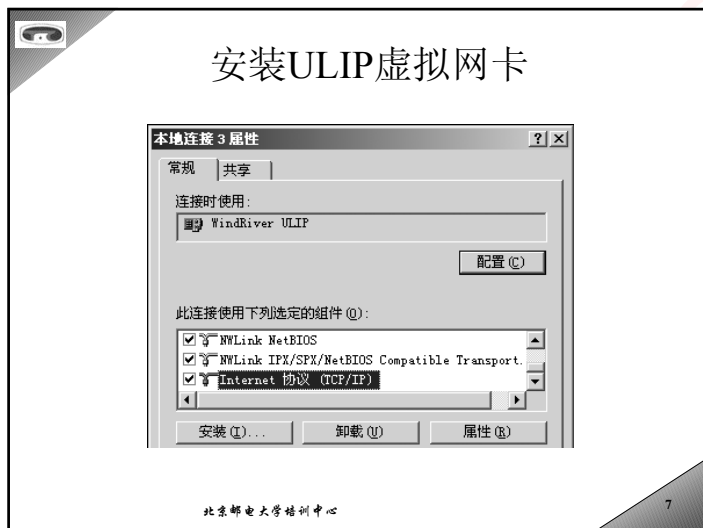 安装ULIP虚拟网卡
本地连接 3 属性
常规 共享
连接时使用:
WindRiver ULIP
配置(C)
此连接使用下列选定的组件(O):
NWLink NetBIOS
NWLink IPX/SPX/NetBIOS Compatible Transport.
Internet 协议 (TCP/IP)
安装(I)... 卸载(U) 属性(R)
北京邮电大学培训中心
7